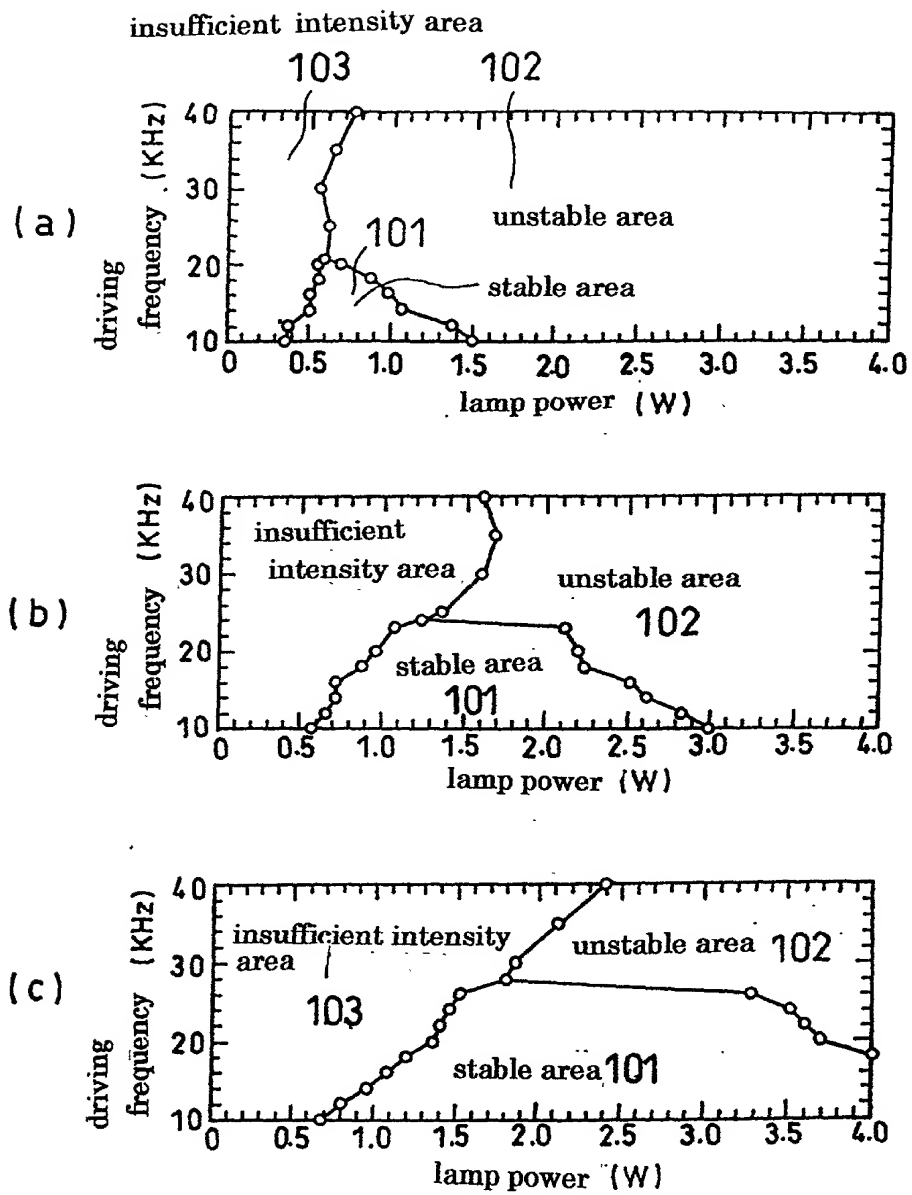 insufficient intensity area
103 102
(a)
driving
frequency (KHz)
40
30
20
10
unstable area
101
stable area
0 0.5 1.0 1.5 2.0 2.5 3.0 3.5 4.0
lamp power (W)
(b)
driving
frequency (KHz)
40
30
20
10
insufficient
intensity area
unstable area
102
stable area
101
0 0.5 1.0 1.5 2.0 2.5 3.0 3.5 4.0
lamp power (W)
(c)
driving
frequency (KHz)
40
30
20
10
insufficient intensity
area
103
unstable area 102
stable area 101
0 0.5 1.0 1.5 2.0 2.5 3.0 3.5 4.0
lamp power (W)